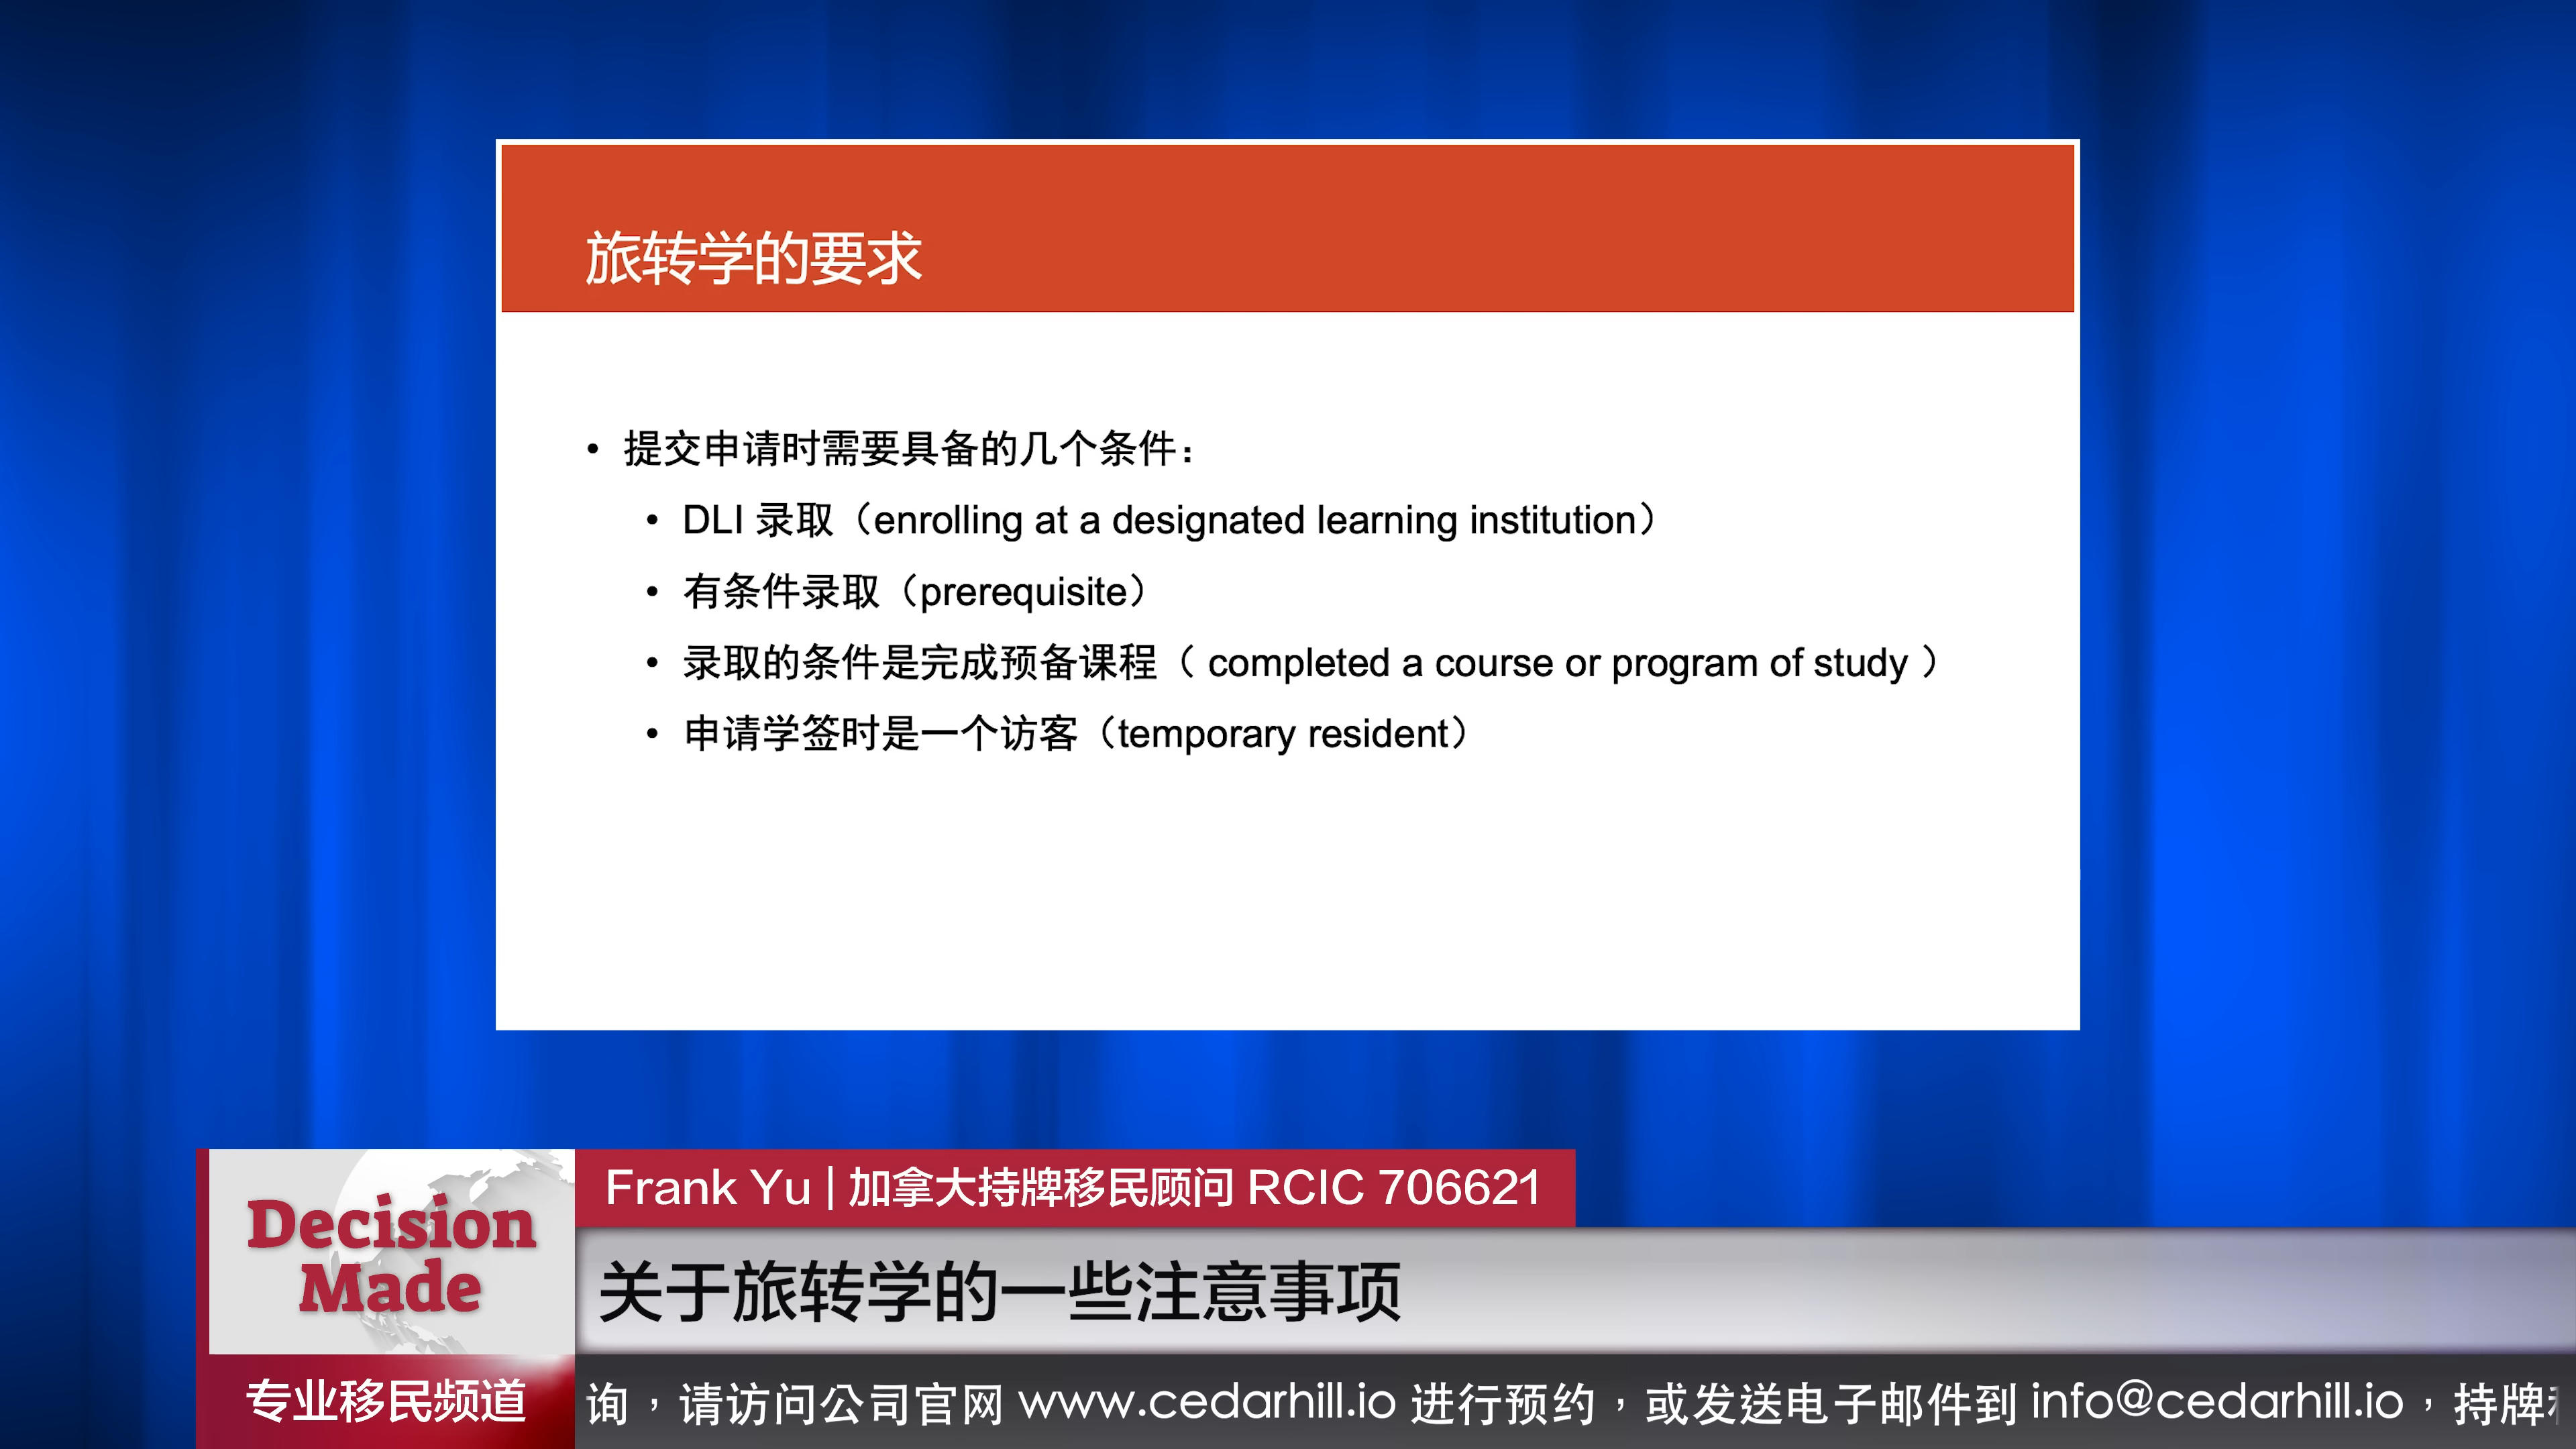 旅转学的要求
• 提交申请时需要具备的几个条件：
• DLI 录取（enrolling at a designated learning institution）
• 有条件录取（prerequisite）
• 录取的条件是完成预备课程（ completed a course or program of study ）
• 申请学签时是一个访客（temporary resident）
Frank Yu | 加拿大持牌移民顾问 RCIC 706621
Decision
Made
关于旅转学的一些注意事项
专业移民频道
询，请访问公司官网 www.cedarhill.io 进行预约，或发送电子邮件到 info@cedarhill.io，持牌